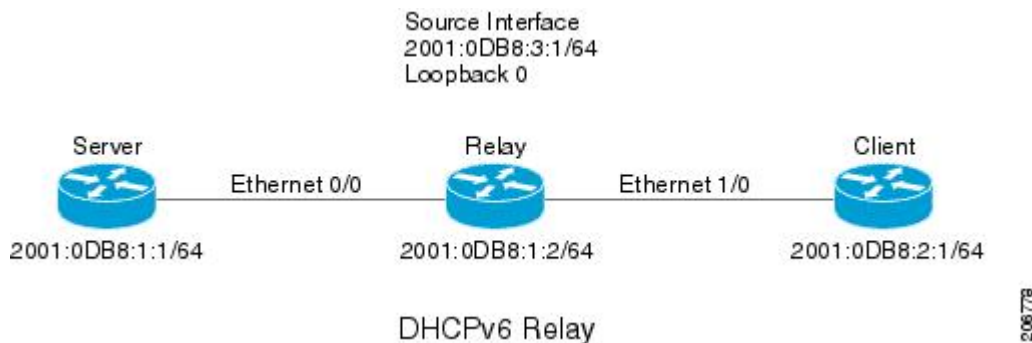 Source Interface
2001:0DB8:3:1/64
Loopback 0
Server
Relay
Client
Ethernet 0/0
Ethernet 1/0
2001:0DB8:1:1/64
2001:0DB8:1:2/64
2001:0DB8:2:1/64
DHCPv6 Relay
206779